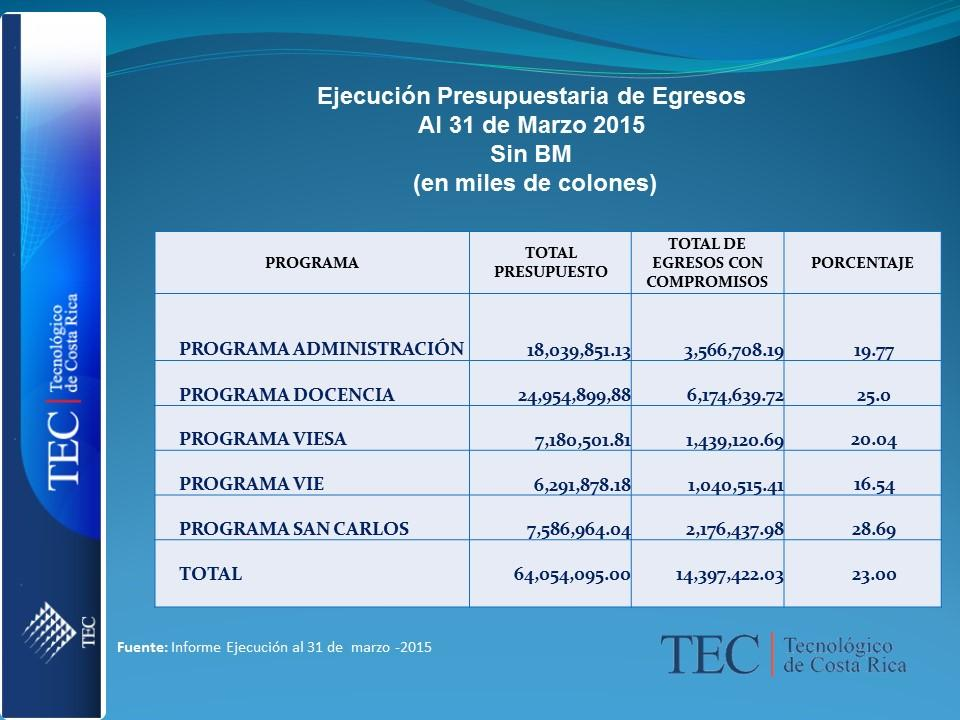 Ejecución Presupuestaria de Egresos
Al 31 de Marzo 2015
Sin BM
(en miles de colones)
PROGRAMA TOTAL PRESUPUESTO TOTAL DE EGRESOS CON COMPROMISOS PORCENTAJE
PROGRAMA ADMINISTRACIÓN 18,039,851.13 3,566,708.19 19.77
PROGRAMA DOCENCIA 24,954,899,88 6,174,639.72 25.0
PROGRAMA VIESA 7,180,501.81 1,439,120.69 20.04
PROGRAMA VIE 6,291,878.18 1,040,515.41 16.54
PROGRAMA SAN CARLOS 7,586,964.04 2,176,437.98 28.69
TOTAL 64,054,095.00 14,397,422.03 23.00
Fuente: Informe Ejecución al 31 de marzo -2015
TEC Tecnológico
de Costa Rica
TEC Tecnológico
de Costa Rica
TEC